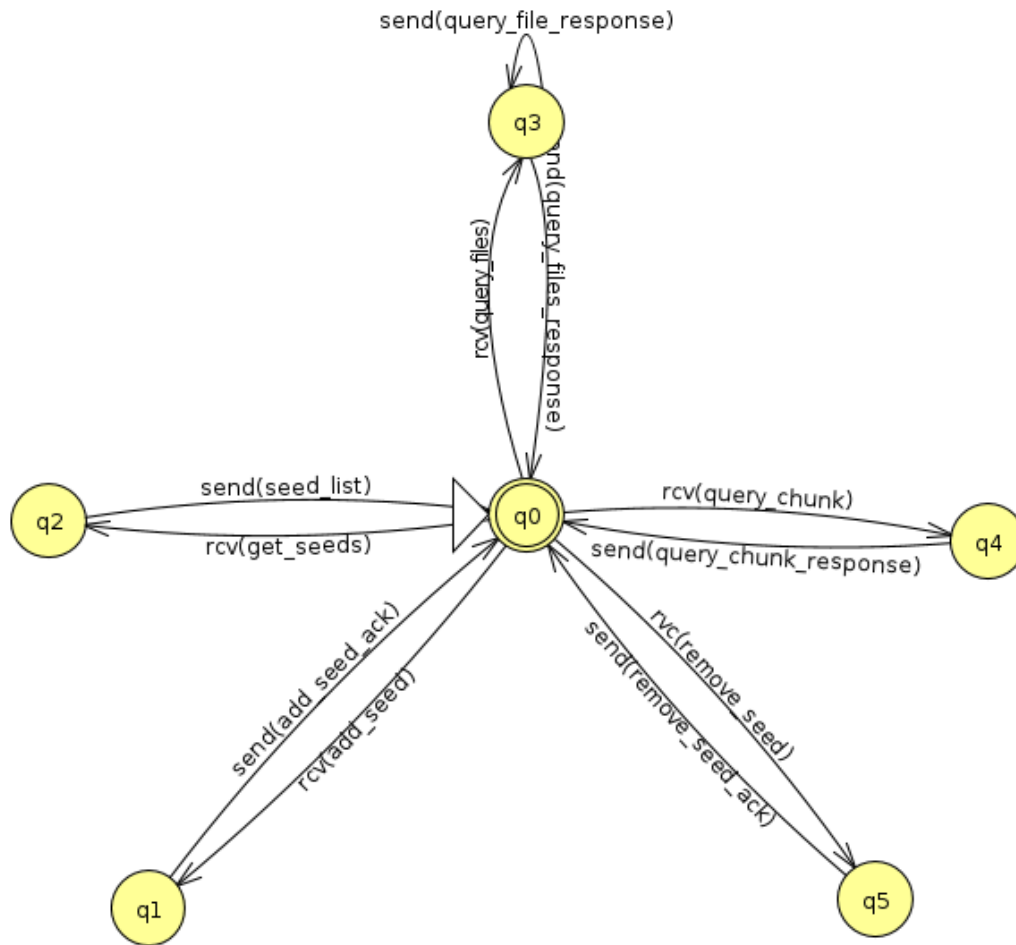 send(query_file_response)
q3
send(query_files_response)
rcv(query_files)
send(seed_list)
q2
rcv(get_seeds)
q0
rcv(query_chunk)
q4
send(query_chunk_response)
send(add_seed_ack)
rcv(add_seed)
rvc(remove_seed)
send(remove_seed_ack)
q1
q5